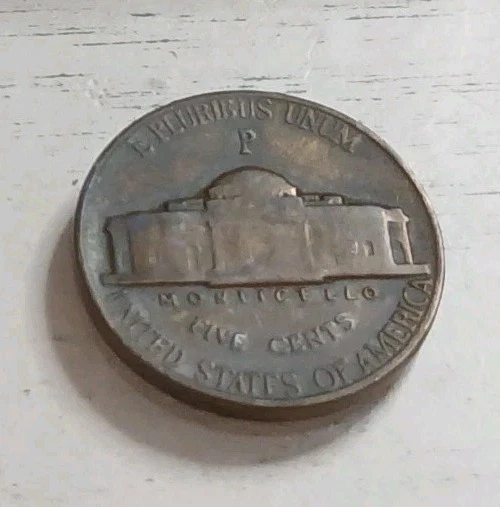 E PLURIBUS UNUM
P
MONTICELLO
FIVE CENTS
UNITED STATES OF AMERICA